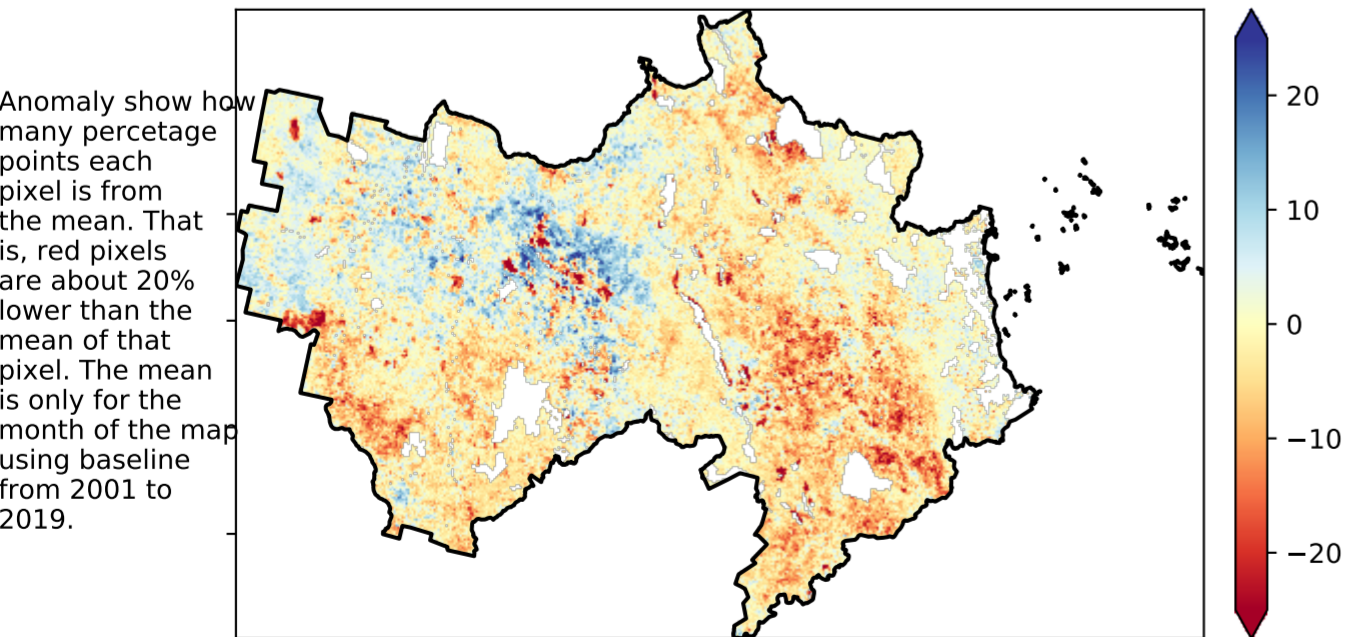 Anomaly show how
many percetage
points each
pixel is from
the mean. That
is, red pixels
are about 20%
lower than the
mean of that
pixel. The mean
is only for the
month of the map
using baseline
from 2001 to
2019.
20
10
0
−10
−20